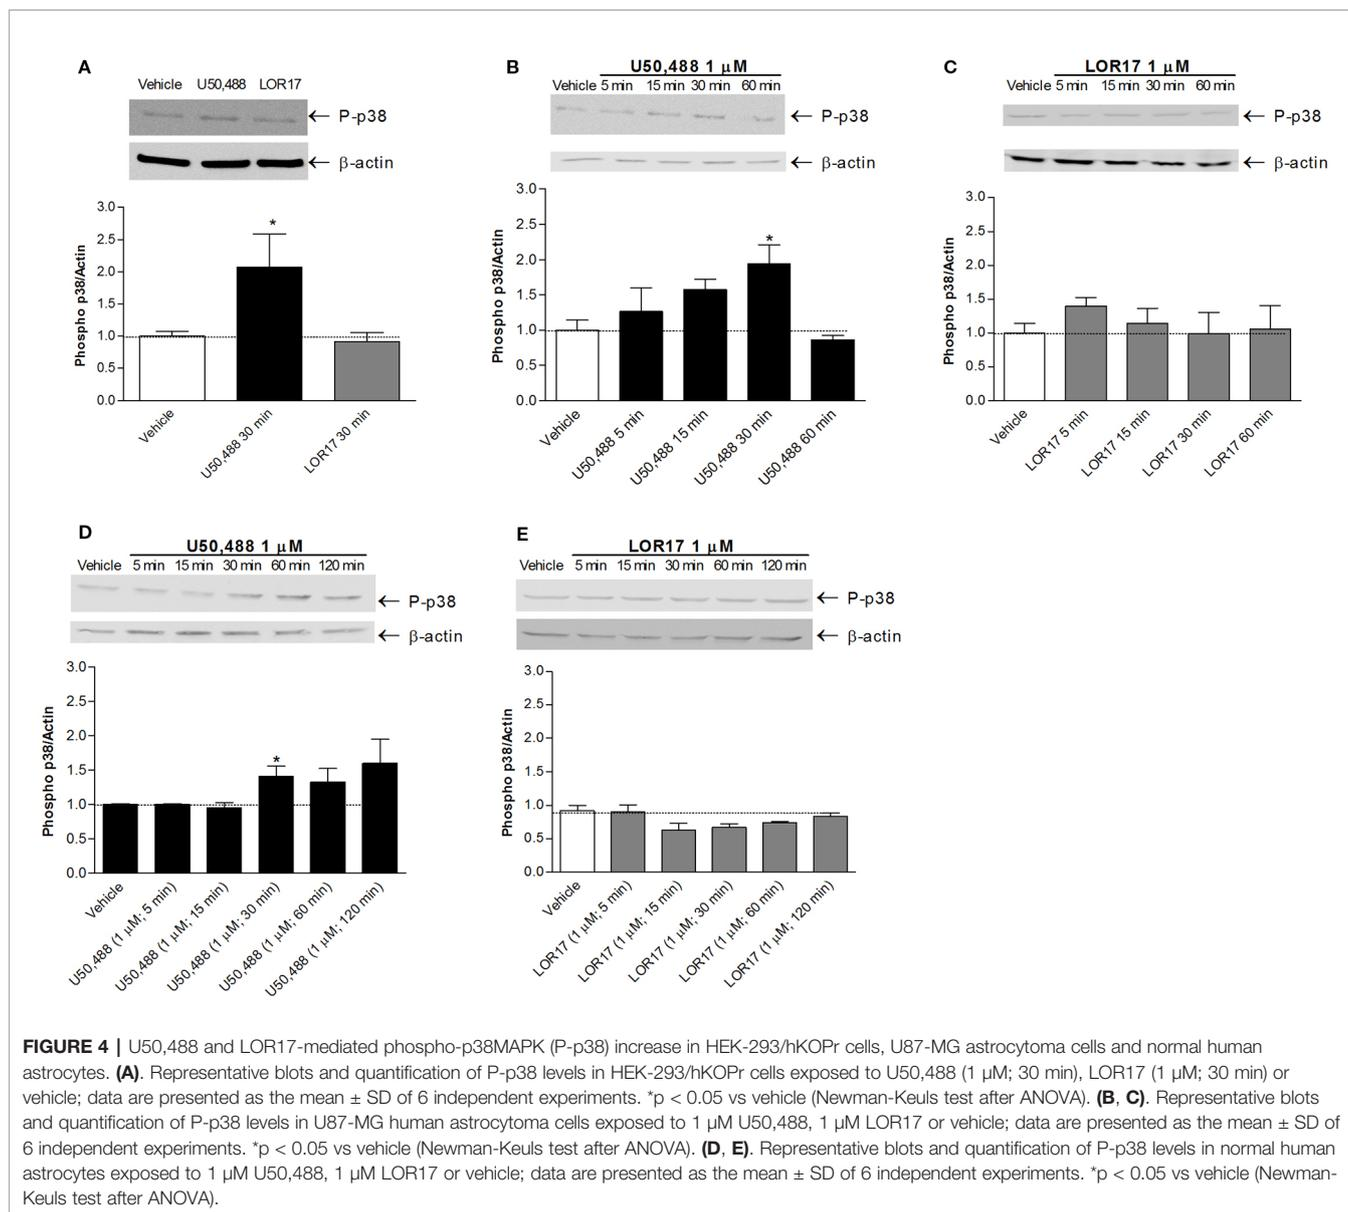 A
Vehicle U50,488 LOR17
← P-p38
← β-actin
Phospho p38/Actin
3.0
2.5
2.0
1.5
1.0
0.5
0.0
*
Vehicle
U50,488 30 min
LOR17 30 min
B
U50,488 1 μM
Vehicle 5 min 15 min 30 min 60 min
← P-p38
← β-actin
Phospho p38/Actin
3.0
2.5
2.0
1.5
1.0
0.5
0.0
*
Vehicle
U50,488 5 min
U50,488 15 min
U50,488 30 min
U50,488 60 min
C
LOR17 1 μM
Vehicle 5 min 15 min 30 min 60 min
← P-p38
← β-actin
Phospho p38/Actin
3.0
2.5
2.0
1.5
1.0
0.5
0.0
Vehicle
LOR17 5 min
LOR17 15 min
LOR17 30 min
LOR17 60 min
D
U50,488 1 μM
Vehicle 5 min 15 min 30 min 60 min 120 min
← P-p38
← β-actin
Phospho p38/Actin
3.0
2.5
2.0
1.5
1.0
0.5
0.0
*
Vehicle
U50,488 (1 μM; 5 min)
U50,488 (1 μM; 15 min)
U50,488 (1 μM; 30 min)
U50,488 (1 μM; 60 min)
U50,488 (1 μM; 120 min)
E
LOR17 1 μM
Vehicle 5 min 15 min 30 min 60 min 120 min
← P-p38
← β-actin
Phospho p38/Actin
3.0
2.5
2.0
1.5
1.0
0.5
0.0
Vehicle
LOR17 (1 μM; 5 min)
LOR17 (1 μM; 15 min)
LOR17 (1 μM; 30 min)
LOR17 (1 μM; 60 min)
LOR17 (1 μM; 120 min)
FIGURE 4 | U50,488 and LOR17-mediated phospho-p38MAPK (P-p38) increase in HEK-293/hKOPr cells, U87-MG astrocytoma cells and normal human
astrocytes. (A). Representative blots and quantification of P-p38 levels in HEK-293/hKOPr cells exposed to U50,488 (1 μM; 30 min), LOR17 (1 μM; 30 min) or
vehicle; data are presented as the mean ± SD of 6 independent experiments. *p < 0.05 vs vehicle (Newman-Keuls test after ANOVA). (B, C). Representative blots
and quantification of P-p38 levels in U87-MG human astrocytoma cells exposed to 1 μM U50,488, 1 μM LOR17 or vehicle; data are presented as the mean ± SD of
6 independent experiments. *p < 0.05 vs vehicle (Newman-Keuls test after ANOVA). (D, E). Representative blots and quantification of P-p38 levels in normal human
astrocytes exposed to 1 μM U50,488, 1 μM LOR17 or vehicle; data are presented as the mean ± SD of 6 independent experiments. *p < 0.05 vs vehicle (Newman-
Keuls test after ANOVA).